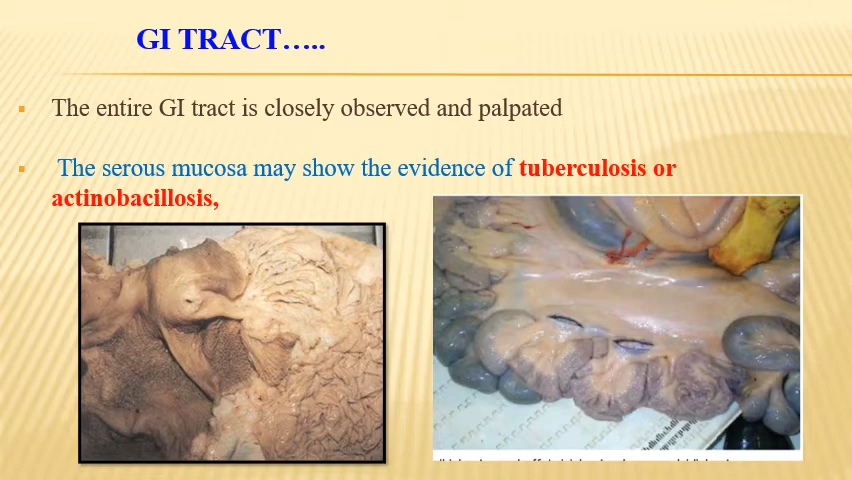 GI TRACT.....
The entire GI tract is closely observed and palpated
The serous mucosa may show the evidence of tuberculosis or
actinobacillosis,